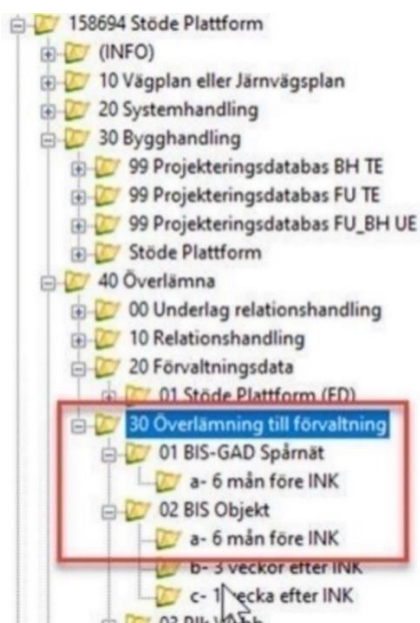 158694 Stöde Plattform
(INFO)
10 Vägplan eller Järnvägsplan
20 Systemhandling
30 Bygghandling
99 Projekteringsdatabas BH TE
99 Projekteringsdatabas FU TE
99 Projekteringsdatabas FU_BH UE
Stöde Plattform
40 Överlämna
00 Underlag relationshandling
10 Relationshandling
20 Förvaltningsdata
01 Stöde Plattform (ED)
30 Överlämning till förvaltning
01 BIS-GAD Spårnät
a- 6 mån före INK
02 BIS Objekt
a- 6 mån före INK
b- 3 veckor efter INK
c- 1 vecka efter INK
03